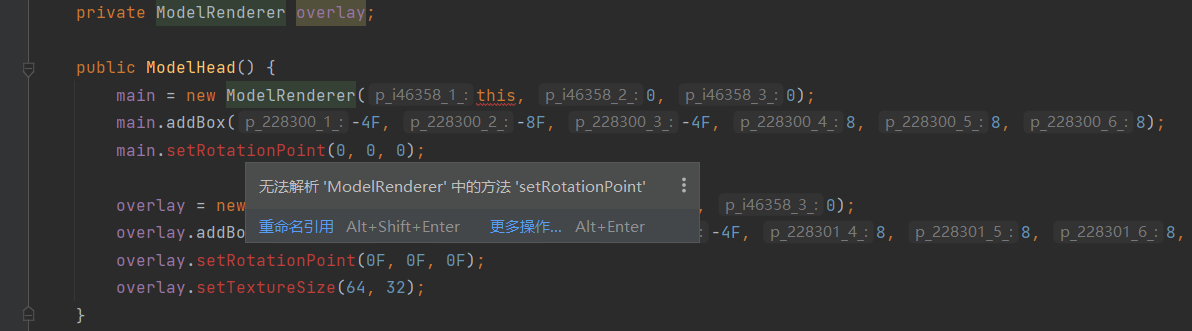 private ModelRenderer overlay;
public ModelHead() {
main = new ModelRenderer( p_i46358_1_: this, p_i46358_2_: 0, p_i46358_3_: 0);
main.addBox( p_228300_1_: -4F, p_228300_2_: -8F, p_228300_3_: -4F, p_228300_4_: 8, p_228300_5_: 8, p_228300_6_: 8);
main.setRotationPoint(0, 0, 0);
无法解析 'ModelRenderer' 中的方法 'setRotationPoint'
重命名引用 Alt+Shift+Enter 更多操作... Alt+Enter
overlay = new , p_i46358_3_: 0);
overlay.addBo -4F, p_228301_4_: 8, p_228301_5_: 8, p_228301_6_: 8,
overlay.setRotationPoint(0F, 0F, 0F);
overlay.setTextureSize(64, 32);
}